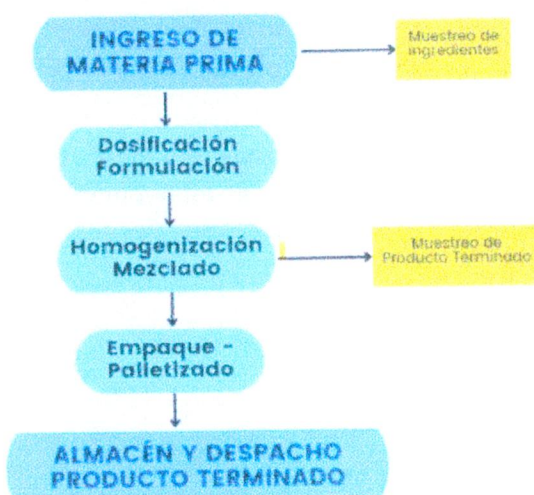 INGRESO DE
MATERIA PRIMA
Muestreo de
ingredientes
Dosificación
Formulación
Homogenización
Mezclado
Muestreo de
Producto Terminado
Empaque -
Palletizado
ALMACÉN Y DESPACHO
PRODUCTO TERMINADO